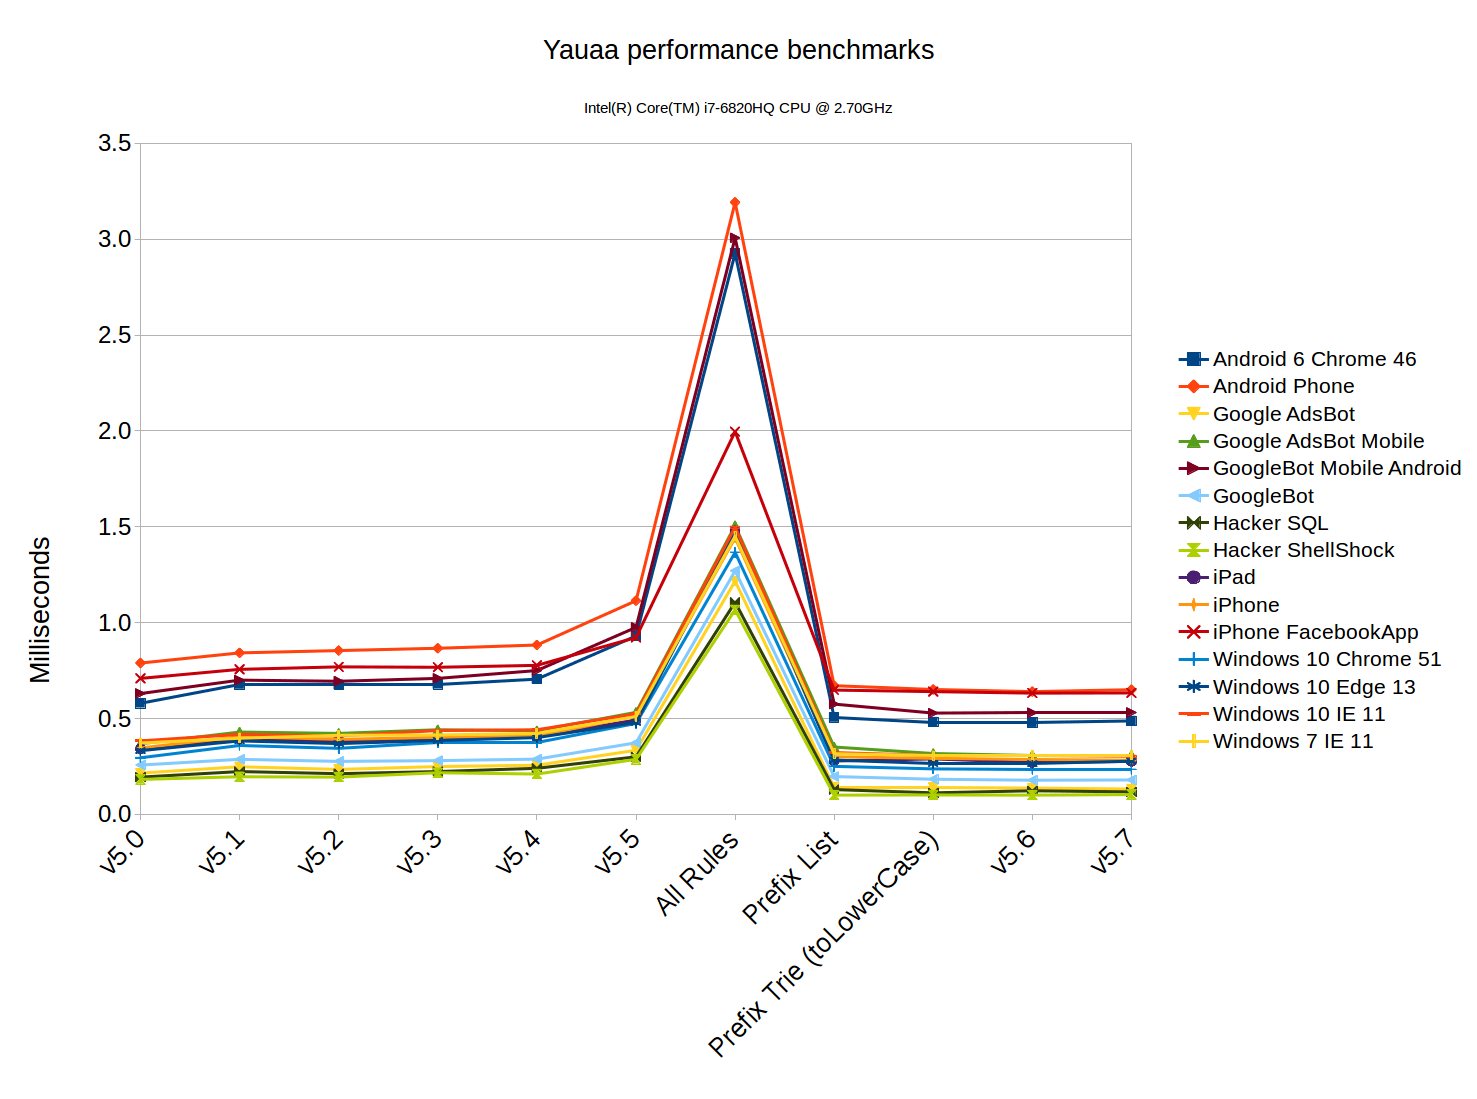 Yauaa performance benchmarks
Intel(R) Core(TM) i7-6820HQ CPU @ 2.70GHz
Milliseconds
3.5
3.0
2.5
2.0
1.5
1.0
0.5
0.0
v5.0
v5.1
v5.2
v5.3
v5.4
v5.5
All Rules
Prefix List
Prefix Trie (toLowerCase)
v5.6
v5.7
Android 6 Chrome 46
Android Phone
Google AdsBot
Google AdsBot Mobile
GoogleBot Mobile Android
GoogleBot
Hacker SQL
Hacker ShellShock
iPad
iPhone
iPhone FacebookApp
Windows 10 Chrome 51
Windows 10 Edge 13
Windows 10 IE 11
Windows 7 IE 11